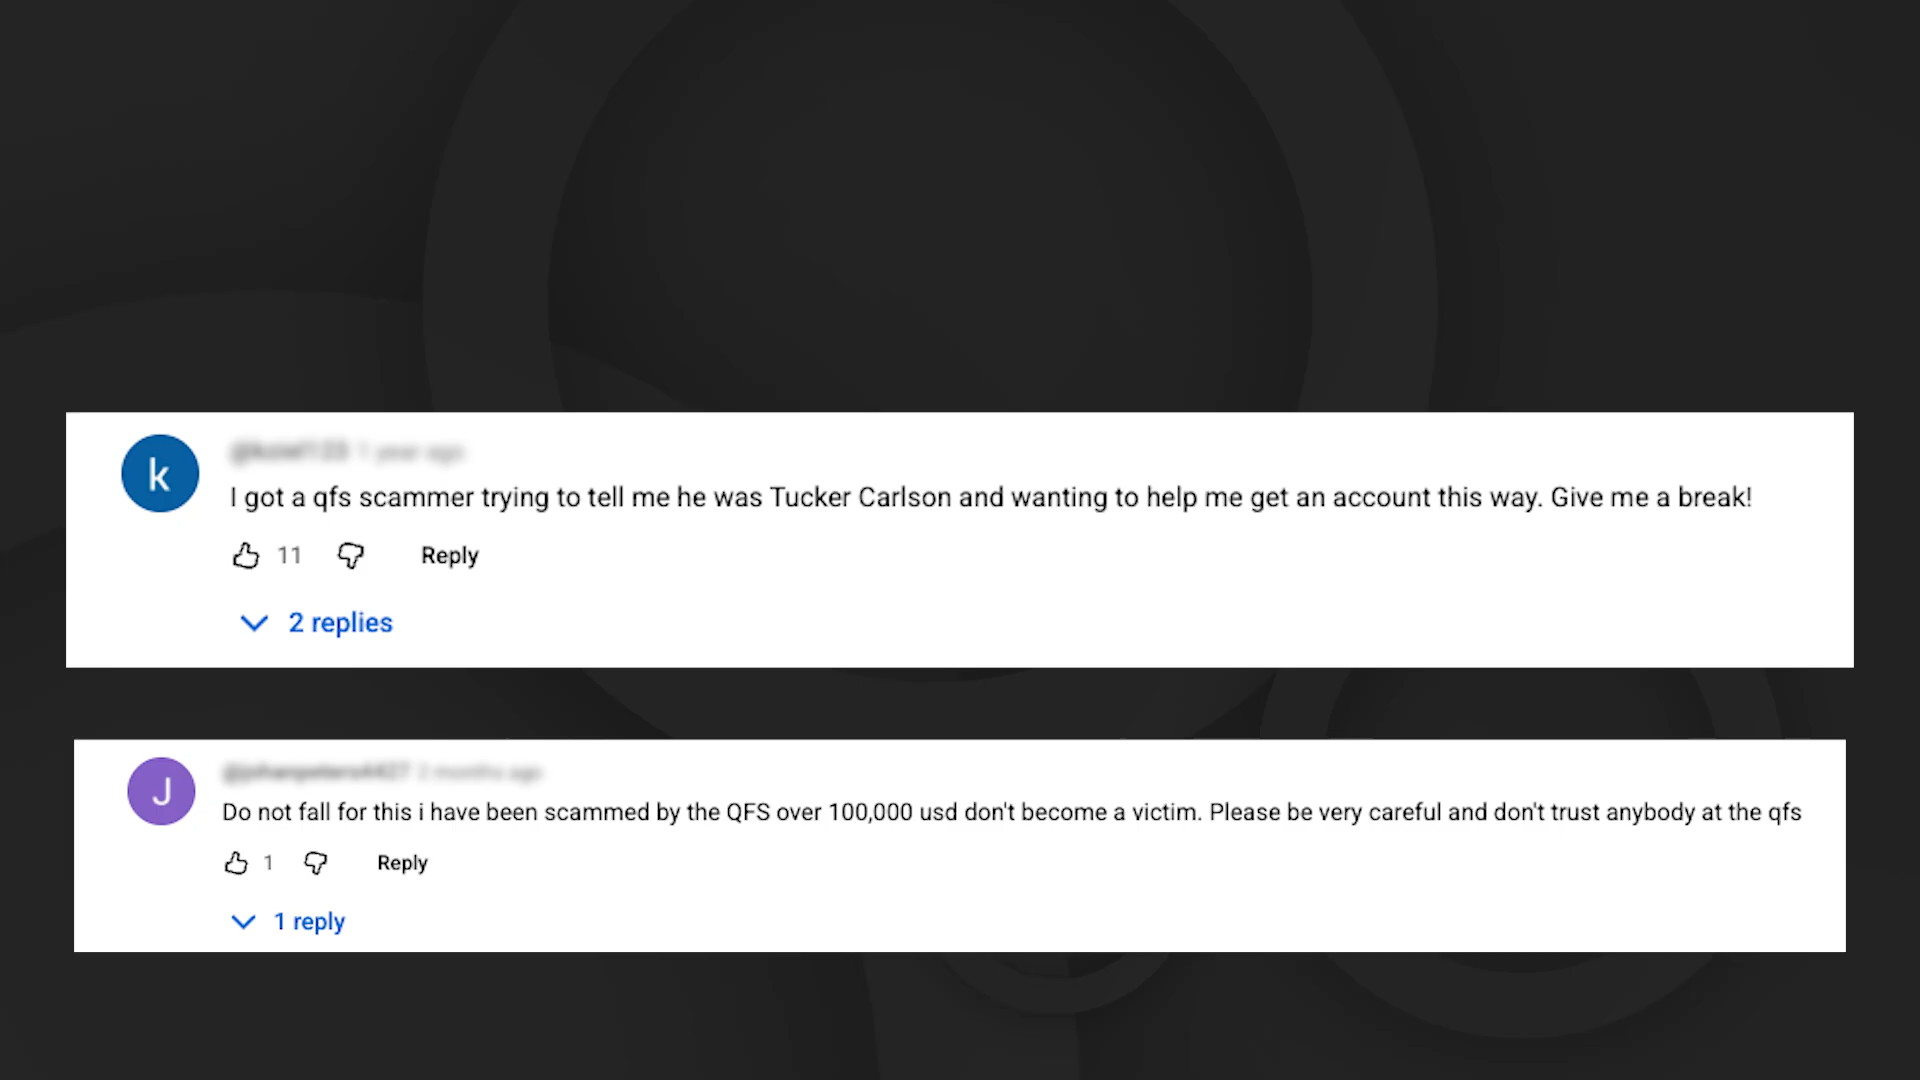 k
I got a qfs scammer trying to tell me he was Tucker Carlson and wanting to help me get an account this way. Give me a break!
11 Reply
2 replies
J
Do not fall for this i have been scammed by the QFS over 100,000 usd don't become a victim. Please be very careful and don't trust anybody at the qfs
1 Reply
1 reply